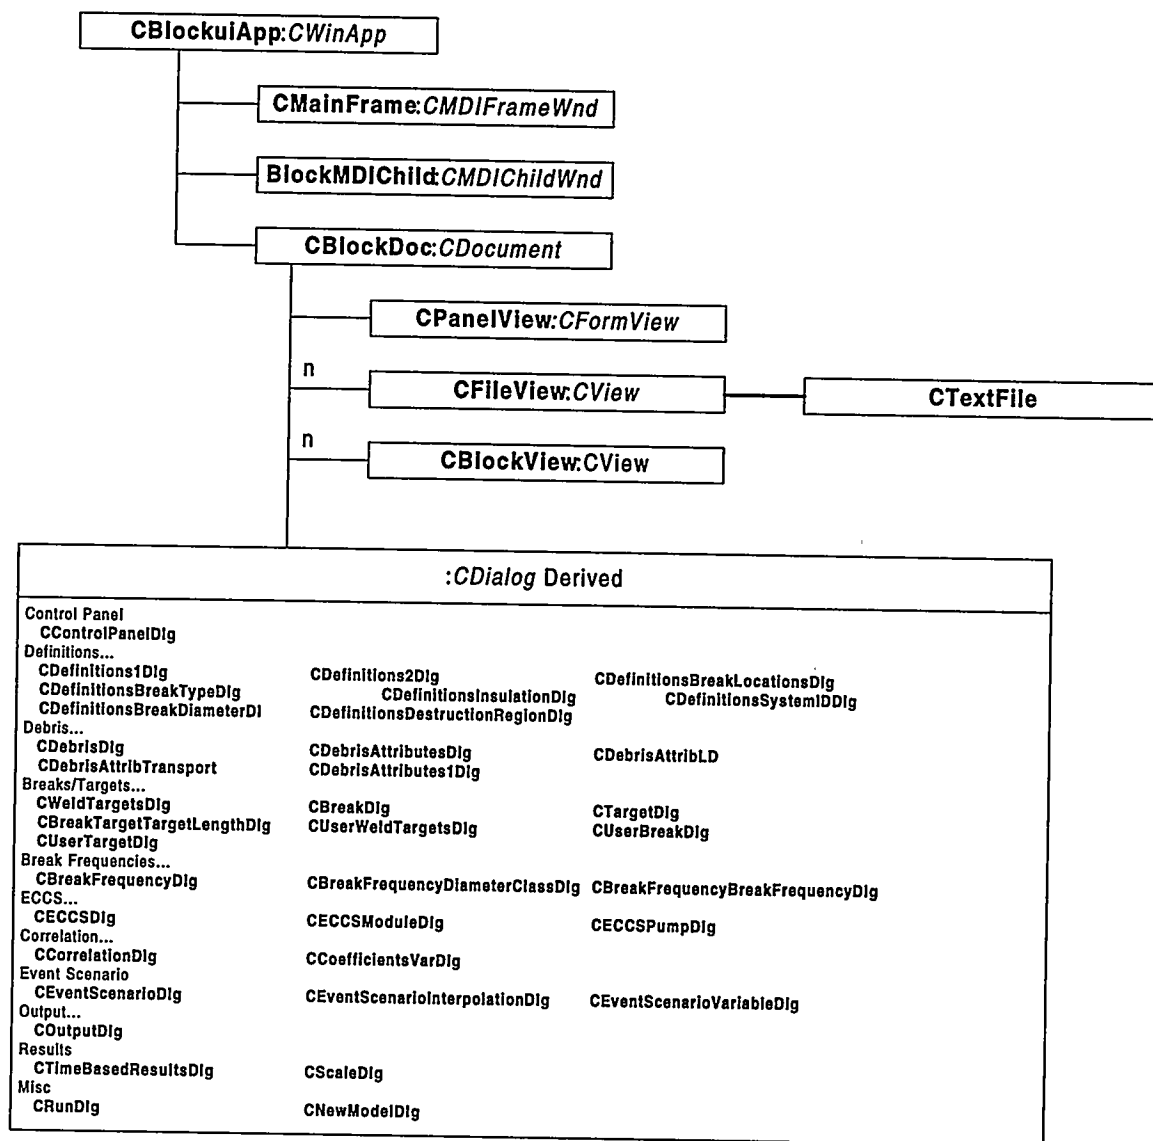 CBlockuiApp:CWinApp
CMainFrame:CMDIFrameWnd
BlockMDIChild:CMDIChildWnd
CBlockDoc:CDocument
CPanelView:CFormView
n
CFileView:CView
CTextFile
n
CBlockView:CView
:CDialog Derived
Control Panel
CControlPanelDlg
Definitions...
CDefinitions1Dlg CDefinitions2Dlg CDefinitionsBreakLocationsDlg
CDefinitionsBreakTypeDlg CDefinitionsInsulationDlg CDefinitionsSystemIDDlg
CDefinitionsBreakDiameterDl CDefinitionsDestructionRegionDlg
Debris...
CDebrisDlg CDebrisAttributesDlg CDebrisAttribLD
CDebrisAttribTransport CDebrisAttributes1Dlg
Breaks/Targets...
CWeldTargetsDlg CBreakDlg CTargetDlg
CBreakTargetTargetLengthDlg CUserWeldTargetsDlg CUserBreakDlg
CUserTargetDlg
Break Frequencies...
CBreakFrequencyDlg CBreakFrequencyDiameterClassDlg CBreakFrequencyBreakFrequencyDlg
ECCS...
CECCSDlg CECCSModuleDlg CECCSPumpDlg
Correlation...
CCorrelationDlg CCoefficientsVarDlg
Event Scenario
CEventScenarioDlg CEventScenarioInterpolationDlg CEventScenarioVariableDlg
Output...
COutputDlg
Results
CTimeBasedResultsDlg CScaleDlg
Misc
CRunDlg CNewModelDlg